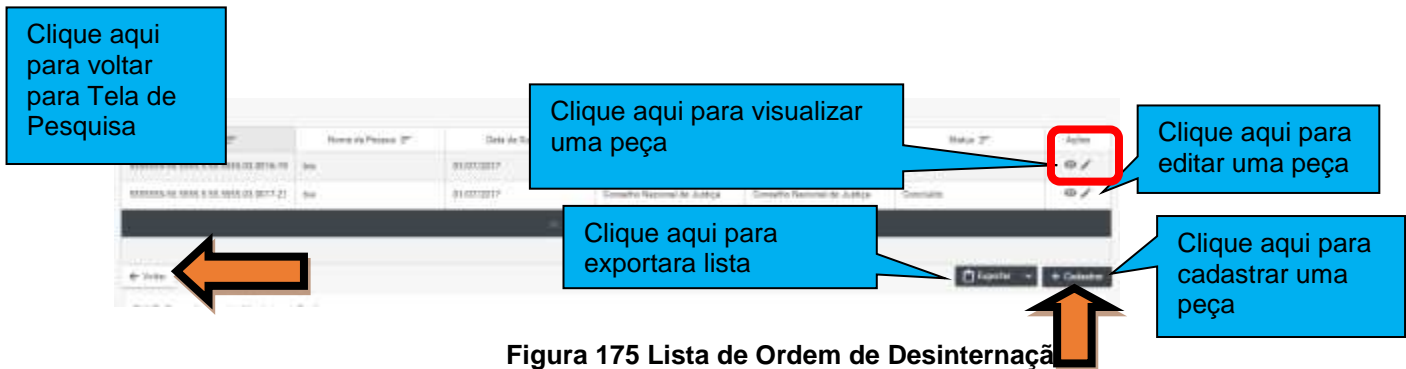 Clique aqui
para voltar
para Tela de
Pesquisa
Clique aqui para visualizar
uma peça
Clique aqui para
editar uma peça
Nome da Pessoa
Status
Ações
01/07/2017
01/07/2017
Conselho Nacional de Justiça
Conselho Nacional de Justiça
Concluído
Clique aqui para
exportara lista
Clique aqui para
cadastrar uma
peça
Voltar
Exportar
+ Cadastrar
Figura 175 Lista de Ordem de Desinternaçã